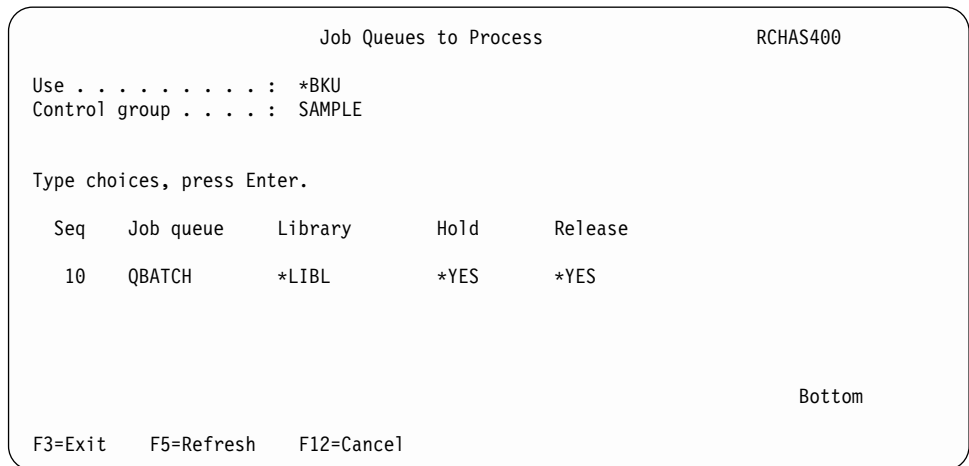 Job Queues to Process RCHAS400
Use . . . . . . . . . : *BKU
Control group . . . . : SAMPLE
Type choices, press Enter.
Seq Job queue Library Hold Release
10 QBATCH *LIBL *YES *YES
Bottom
F3=Exit F5=Refresh F12=Cancel